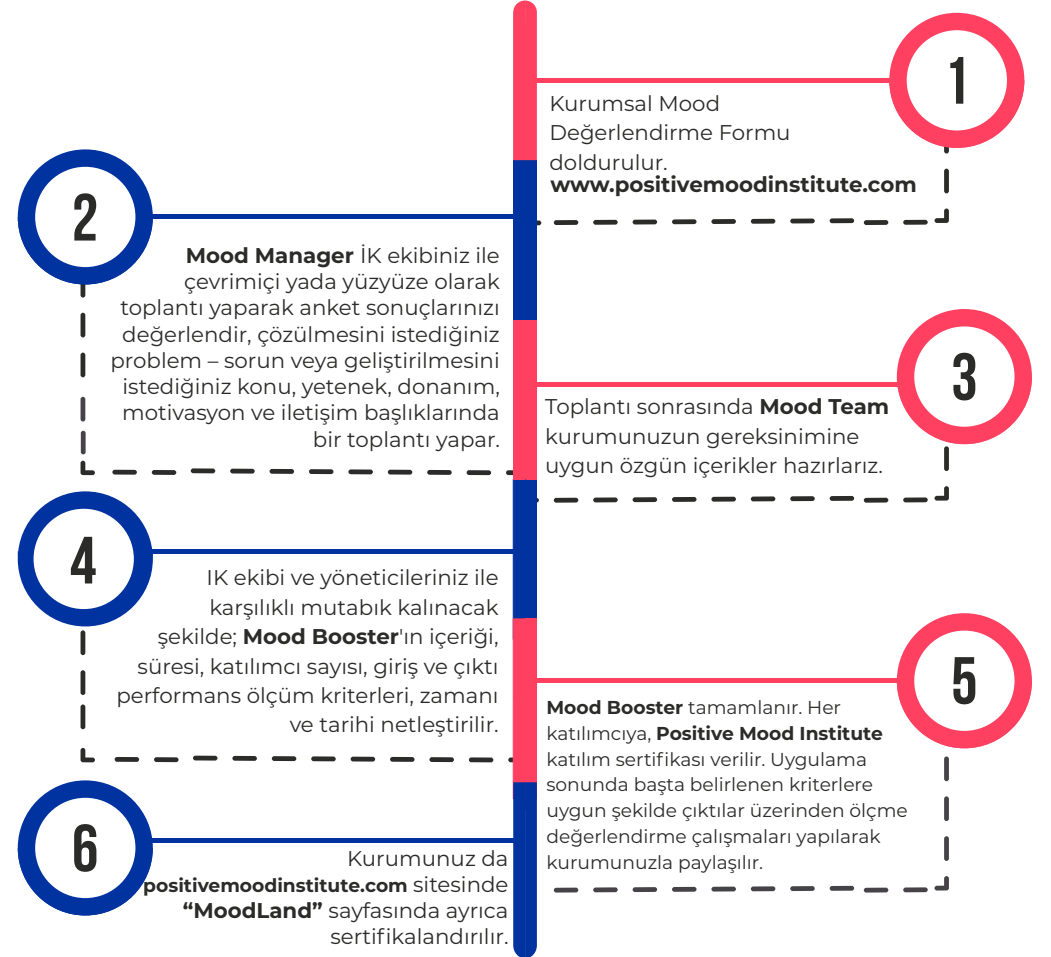 1
Kurumsal Mood
Değerlendirme Formu
doldurulur.
www.positivemoodinstitute.com
2
Mood Manager İK ekibiniz ile
çevrimiçi yada yüzyüze olarak
toplantı yaparak anket sonuçlarınızı
değerlendir, çözülmesini istediğiniz
problem – sorun veya geliştirilmesini
istediğiniz konu, yetenek, donanım,
motivasyon ve iletişim başlıklarında
bir toplantı yapar.
3
Toplantı sonrasında Mood Team
kurumunuzun gereksinimine
uygun özgün içerikler hazırlarız.
4
IK ekibi ve yöneticileriniz ile
karşılıklı mutabık kalınacak
şekilde; Mood Booster'ın içeriği,
süresi, katılımcı sayısı, giriş ve çıktı
performans ölçüm kriterleri, zamanı
ve tarihi netleştirilir.
5
Mood Booster tamamlanır. Her
katılımcıya, Positive Mood Institute
katılım sertifikası verilir. Uygulama
sonunda başta belirlenen kriterlere
uygun şekilde çıktılar üzerinden ölçme
değerlendirme çalışmaları yapılarak
kurumunuzla paylaşılır.
6
Kurumunuz da
positivemoodinstitute.com sitesinde
“MoodLand” sayfasında ayrıca
sertifikalandırılır.